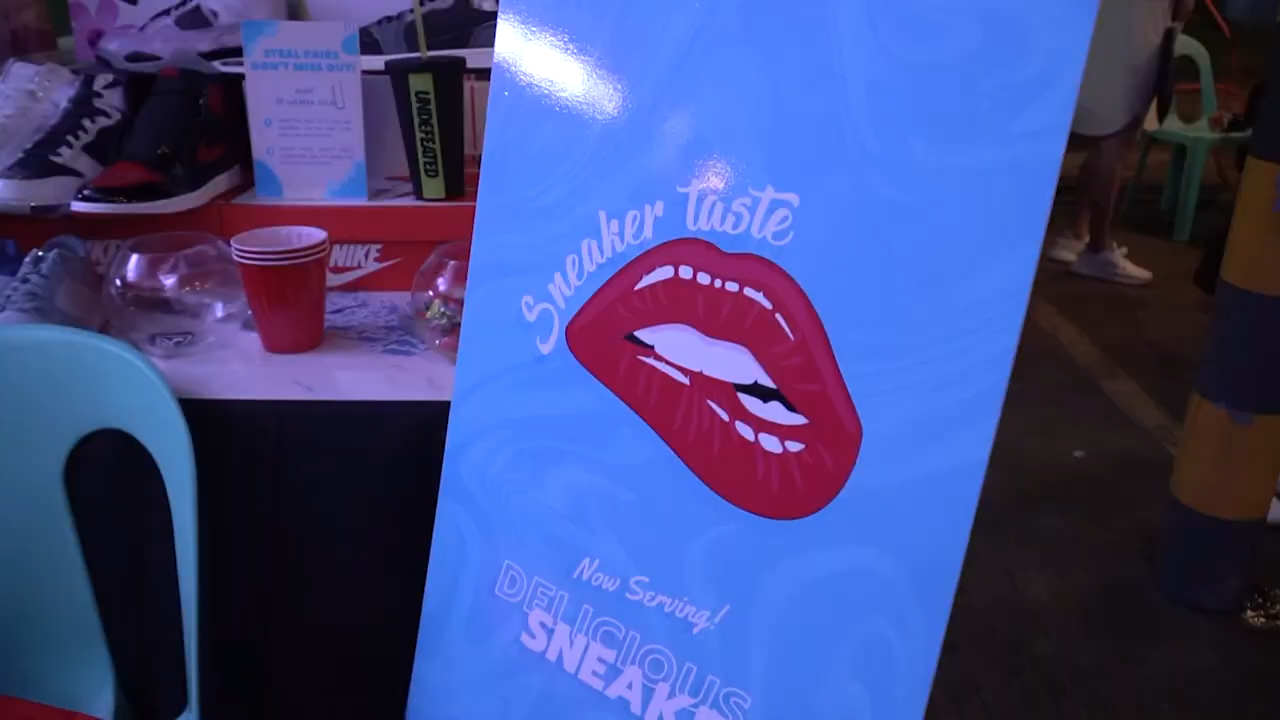 STEAL PAIRS
DON'T MISS OUT!
UNDEFEATED
NIKE
Sneaker taste
Now Serving!
DELICIOUS
SNEAK